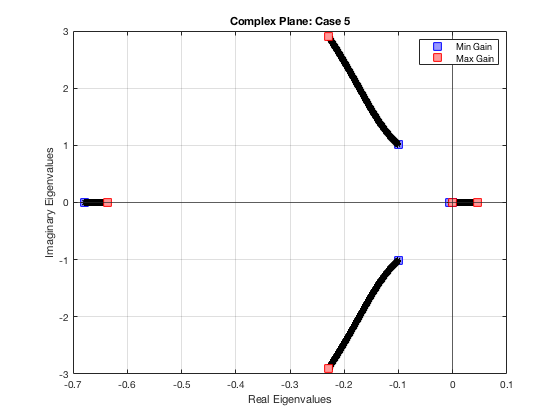 Complex Plane: Case 5
Min Gain
Max Gain
3
2
1
0
-1
-2
-3
Imaginary Eigenvalues
-0.7 -0.6 -0.5 -0.4 -0.3 -0.2 -0.1 0 0.1
Real Eigenvalues